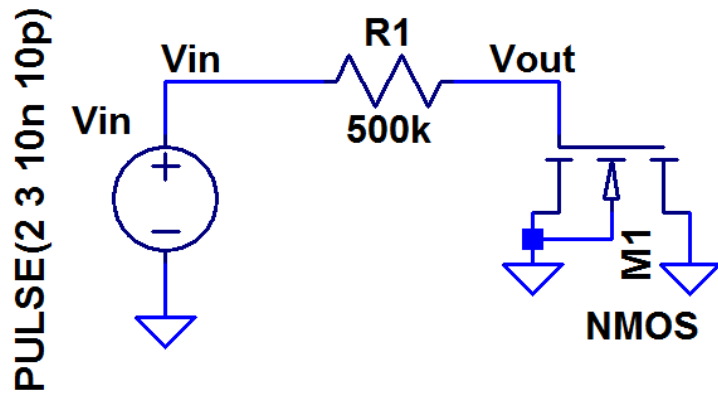 PULSE(2 3 10n 10p)
Vin
Vin
R1
500k
Vout
M1
NMOS